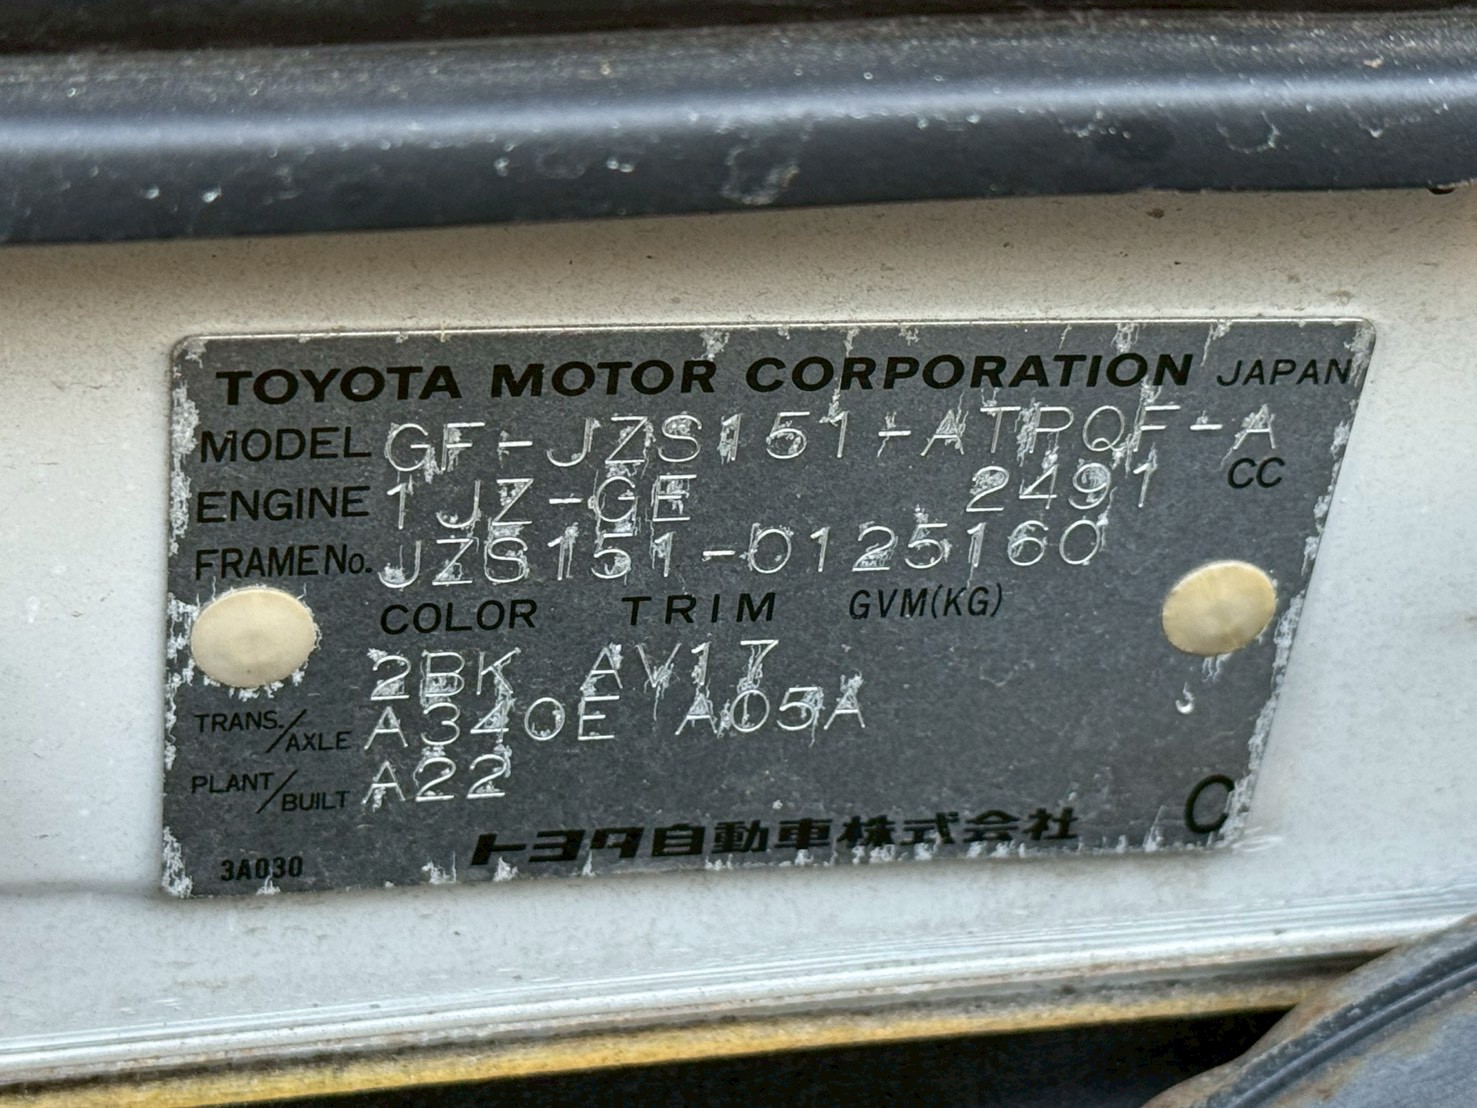 TOYOTA MOTOR CORPORATION JAPAN
MODEL GF-JZS151-ATPQF-A
ENGINE 1JZ-GE 2491 CC
FRAME No. JZS151-0125160
COLOR TRIM GVM(KG)
2BK AV17
TRANS./AXLE A340E A05A
PLANT/BUILT A22
トヨタ自動車株式会社 C
3A030